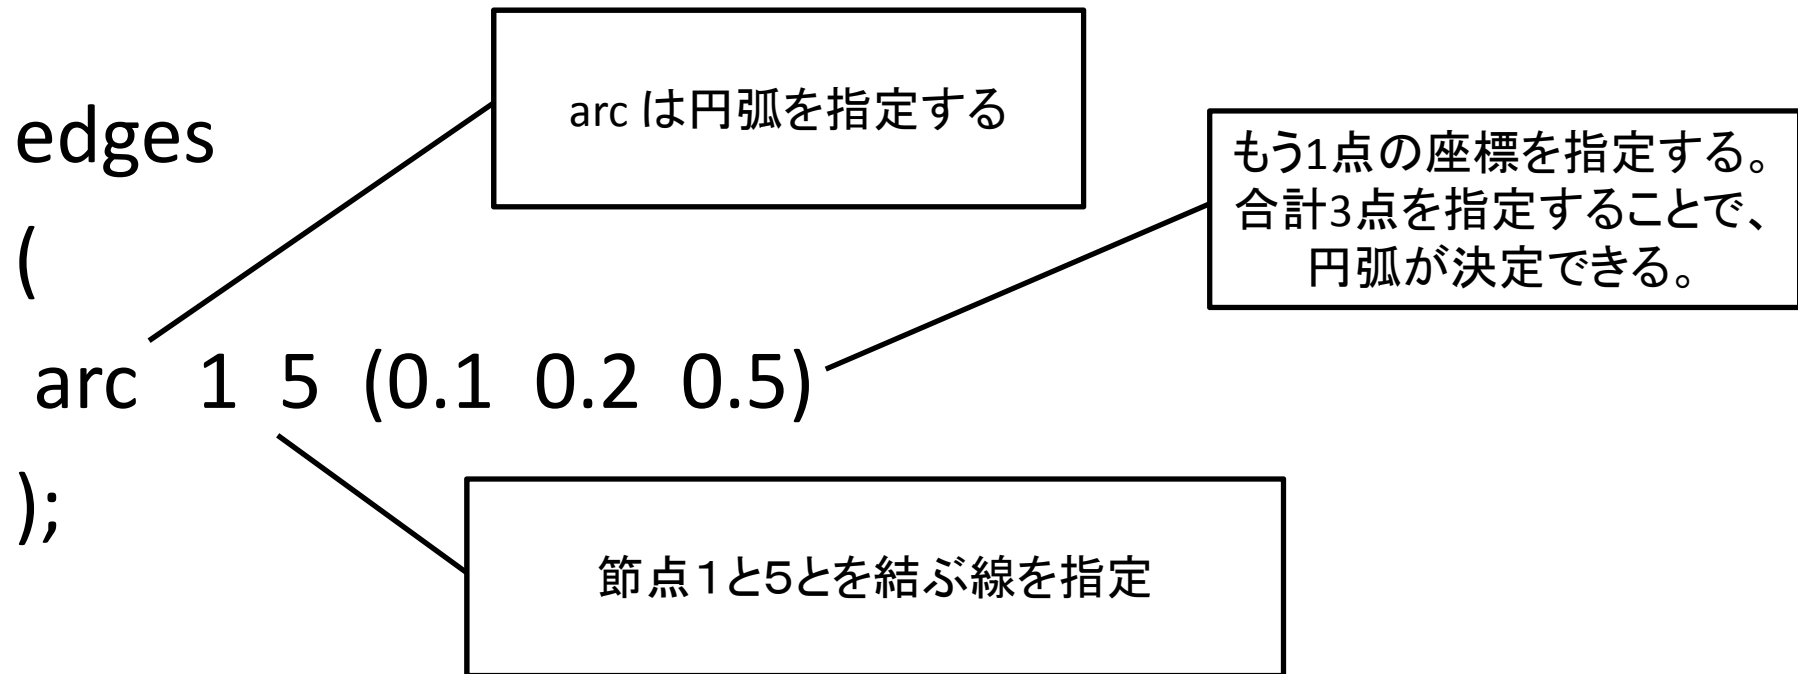 edges
(
arc 1 5 (0.1 0.2 0.5)
);
arc は円弧を指定する
もう1点の座標を指定する。
合計3点を指定することで、
円弧が決定できる。
節点１と5とを結ぶ線を指定